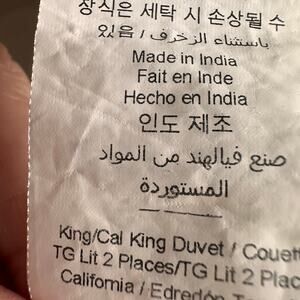 장식은 세탁 시 손상될 수
있음 / باستثناء الزخرف
Made in India
Fait en Inde
Hecho en India
인도 제조
صنع فيالهند من المواد
المستوردة
King/Cal King Duvet / Couett
TG Lit 2 Places/TG Lit 2 Plac
California / Edredón